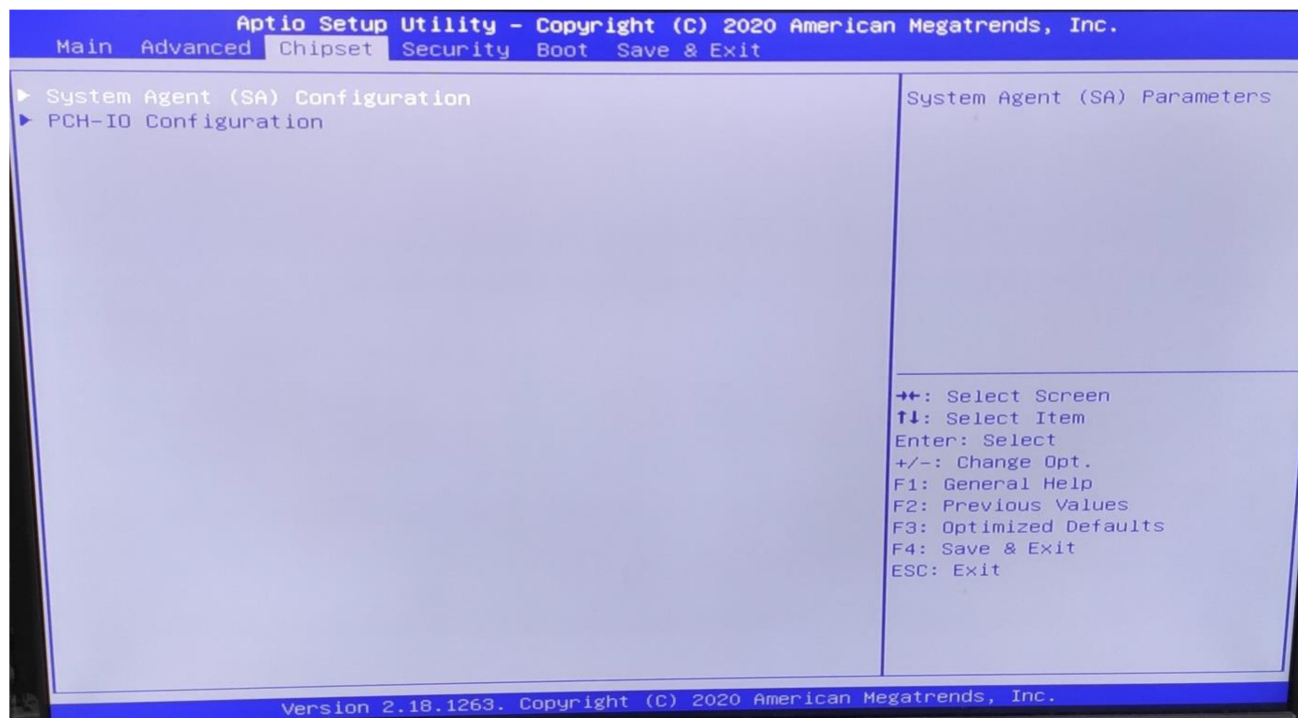 Aptio Setup Utility – Copyright (C) 2020 American Megatrends, Inc.
Main Advanced Chipset Security Boot Save & Exit
► System Agent (SA) Configuration
► PCH-IO Configuration
System Agent (SA) Parameters
→←: Select Screen
↑↓: Select Item
Enter: Select
+/-: Change Opt.
F1: General Help
F2: Previous Values
F3: Optimized Defaults
F4: Save & Exit
ESC: Exit
Version 2.18.1263. Copyright (C) 2020 American Megatrends, Inc.